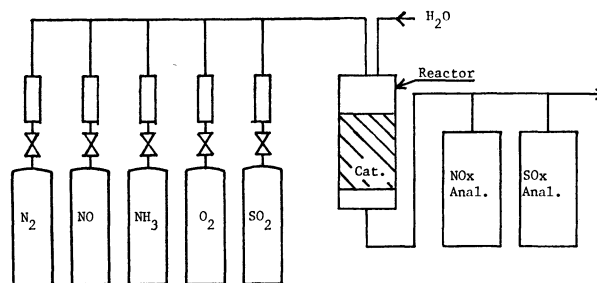 H₂O
Reactor
Cat.
N₂
NO
NH₃
O₂
SO₂
NOx
Anal.
SOx
Anal.